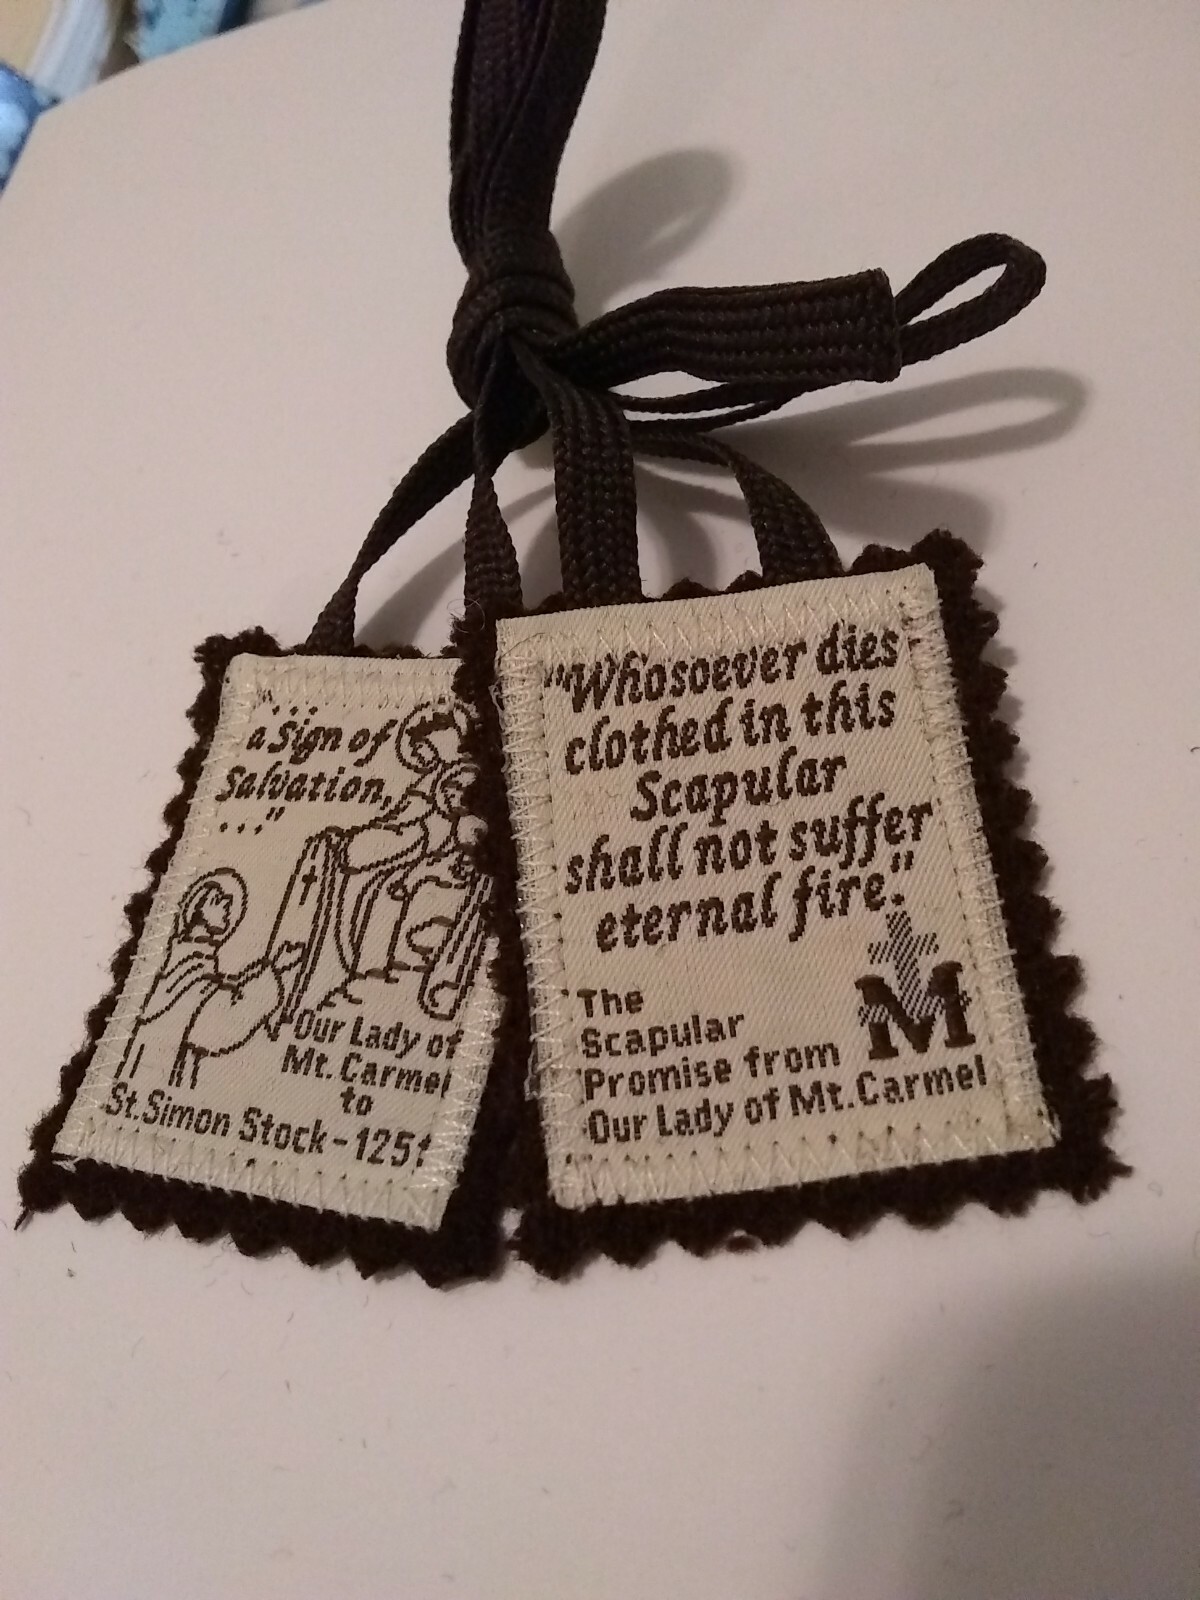 "...
a Sign of
Salvation,
..."
Our Lady of
Mt. Carmel
to
St. Simon Stock - 1251
"Whosoever dies
clothed in this
Scapular
shall not suffer
eternal fire."
M
The
Scapular
Promise from
Our Lady of Mt. Carmel